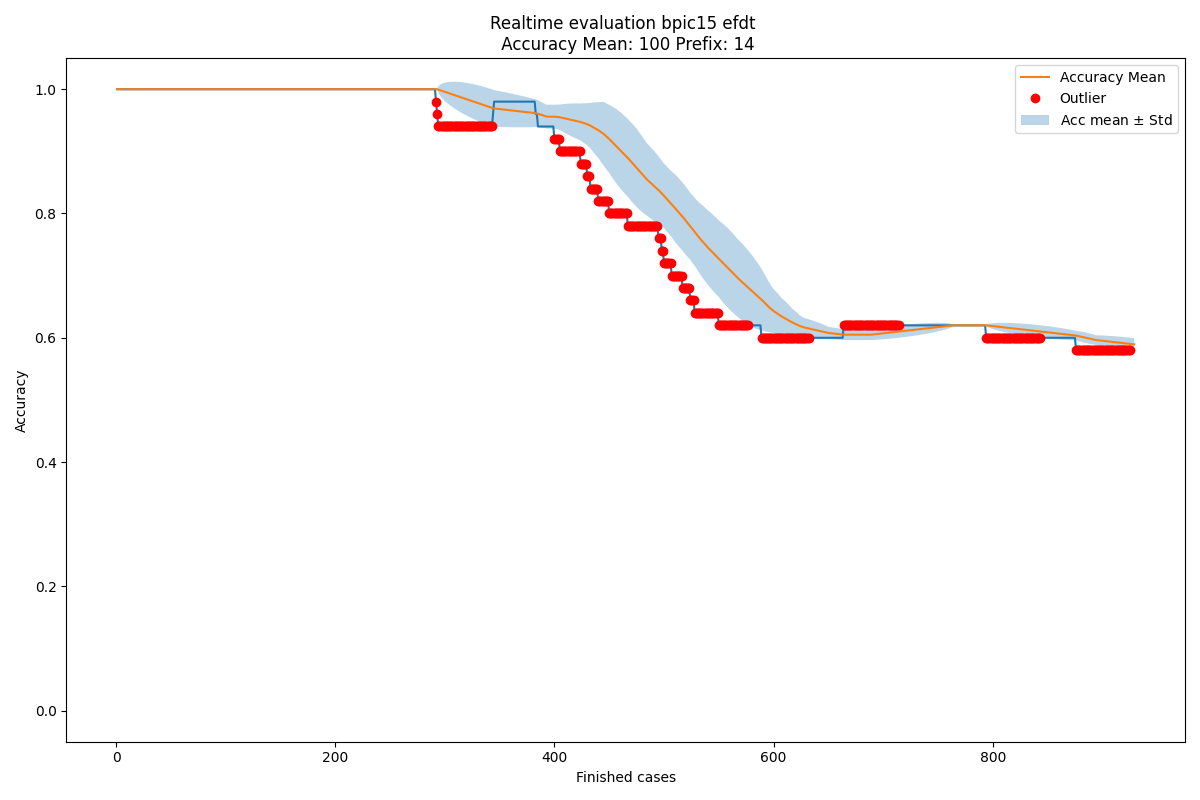 Realtime evaluation bpic15 efdt
Accuracy Mean: 100 Prefix: 14
Accuracy Mean
Outlier
Acc mean ± Std
1.0
0.8
0.6
0.4
0.2
0.0
Accuracy
0
200
400
600
800
Finished cases